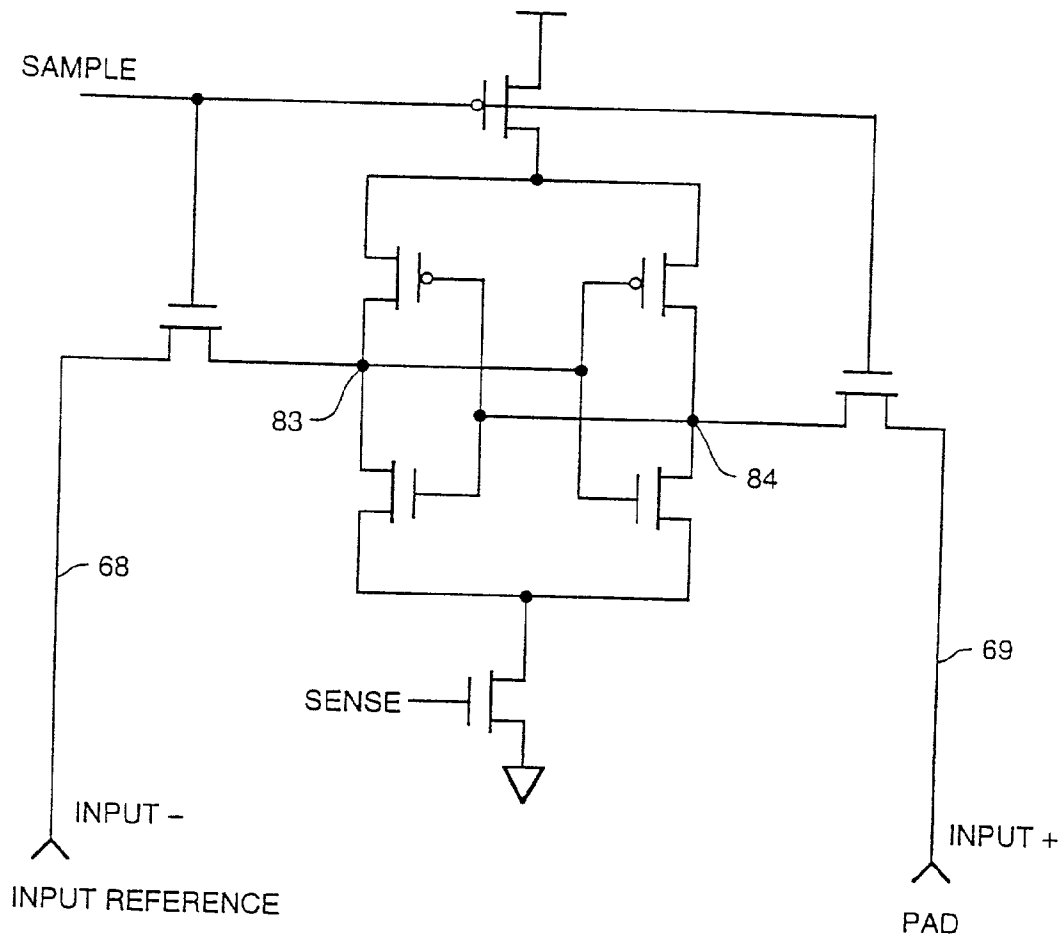 SAMPLE
83
84
68
69
SENSE
INPUT –
INPUT +
INPUT REFERENCE
PAD